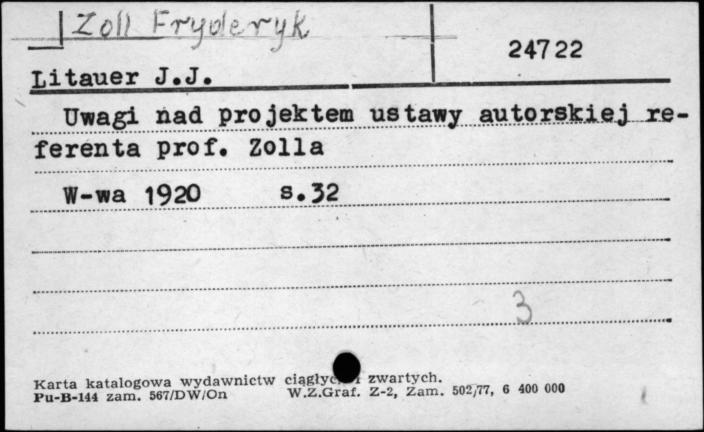 Zoll Fryderyk
24722
Litauer J.J.
Uwagi nad projektem ustawy autorskiej re-
ferenta prof. Zolla
W-wa 1920 s.32
3
Karta katalogowa wydawnictw zwartych.
Pu-B-144 zam. 567/DW/On W.Z.Graf. Z-2, Zam. 502/77, 6 400 000